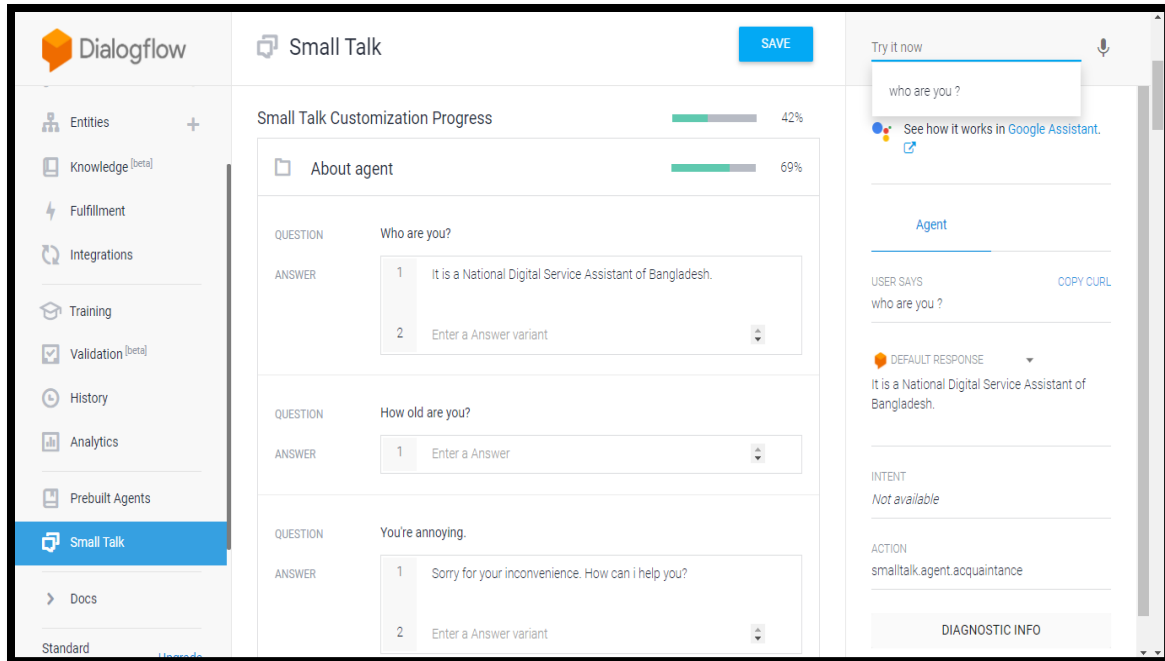 Dialogflow
Entities
Knowledge [beta]
Fulfillment
Integrations
Training
Validation [beta]
History
Analytics
Prebuilt Agents
Small Talk
Docs
Standard
Upgrade
Small Talk
SAVE
Small Talk Customization Progress
42%
About agent
69%
QUESTION
Who are you?
ANSWER
1 It is a National Digital Service Assistant of Bangladesh.
2 Enter a Answer variant
QUESTION
How old are you?
ANSWER
1 Enter a Answer
QUESTION
You're annoying.
ANSWER
1 Sorry for your inconvenience. How can i help you?
2 Enter a Answer variant
Try it now
who are you ?
See how it works in Google Assistant.
Agent
USER SAYS
COPY CURL
who are you ?
DEFAULT RESPONSE
It is a National Digital Service Assistant of
Bangladesh.
INTENT
Not available
ACTION
smalltalk.agent.acquaintance
DIAGNOSTIC INFO